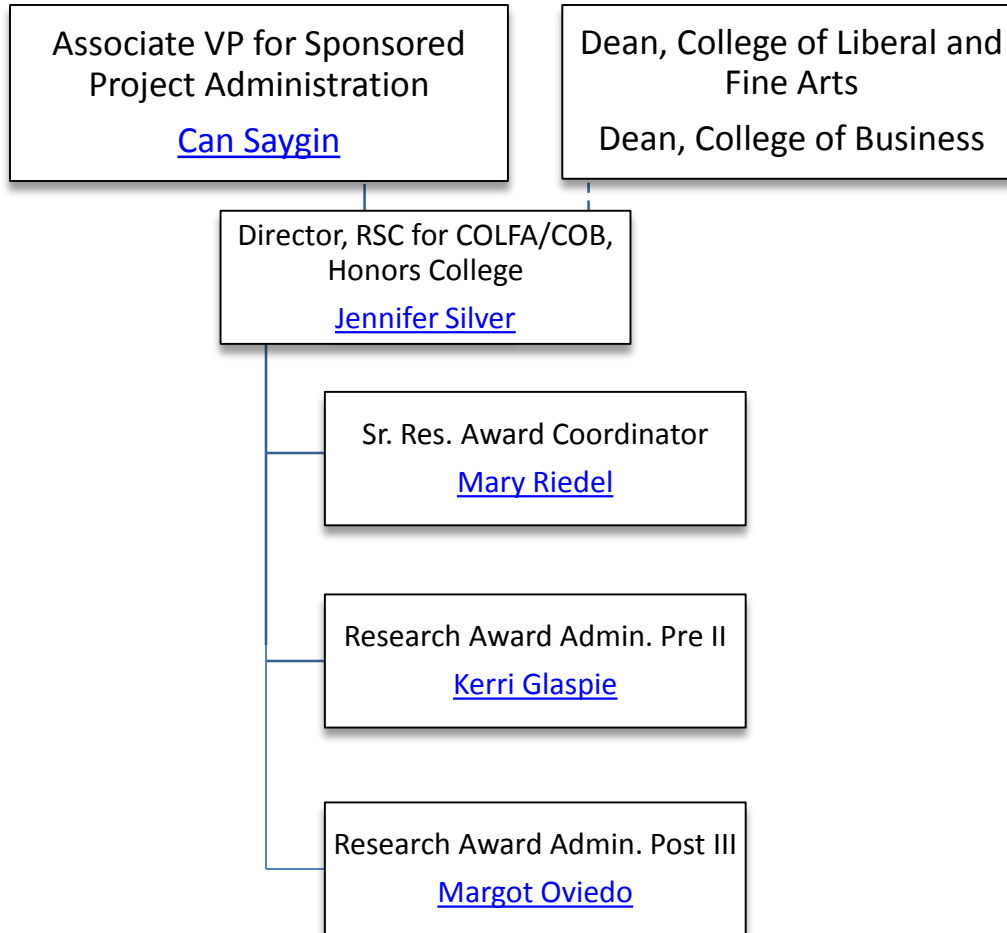 Associate VP for Sponsored
Project Administration
Can Saygin
Dean, College of Liberal and
Fine Arts
Dean, College of Business
Director, RSC for COLFA/COB,
Honors College
Jennifer Silver
Sr. Res. Award Coordinator
Mary Riedel
Research Award Admin. Pre II
Kerri Glaspie
Research Award Admin. Post III
Margot Oviedo